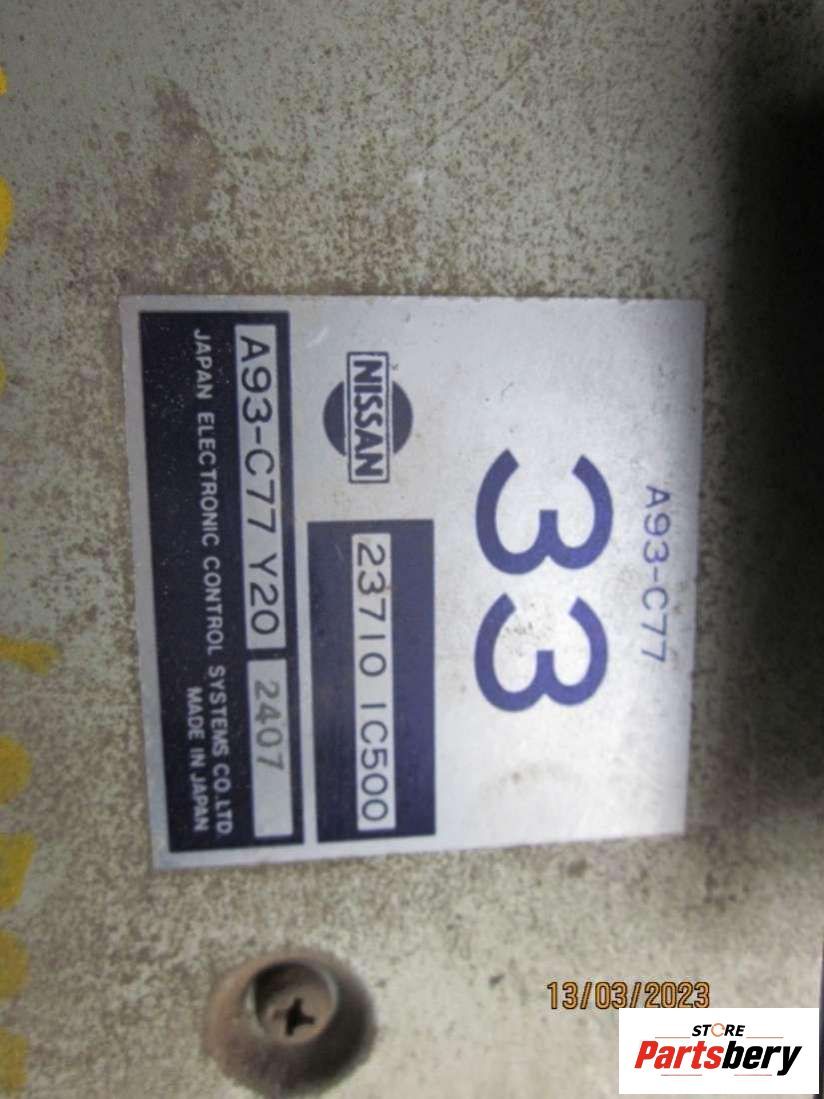 A93-C77
33
NISSAN
23710 1C500
A93-C77 Y20 2407
JAPAN ELECTRONIC CONTROL SYSTEMS CO.LTD.
MADE IN JAPAN
13/03/2023
STORE
Partsbery